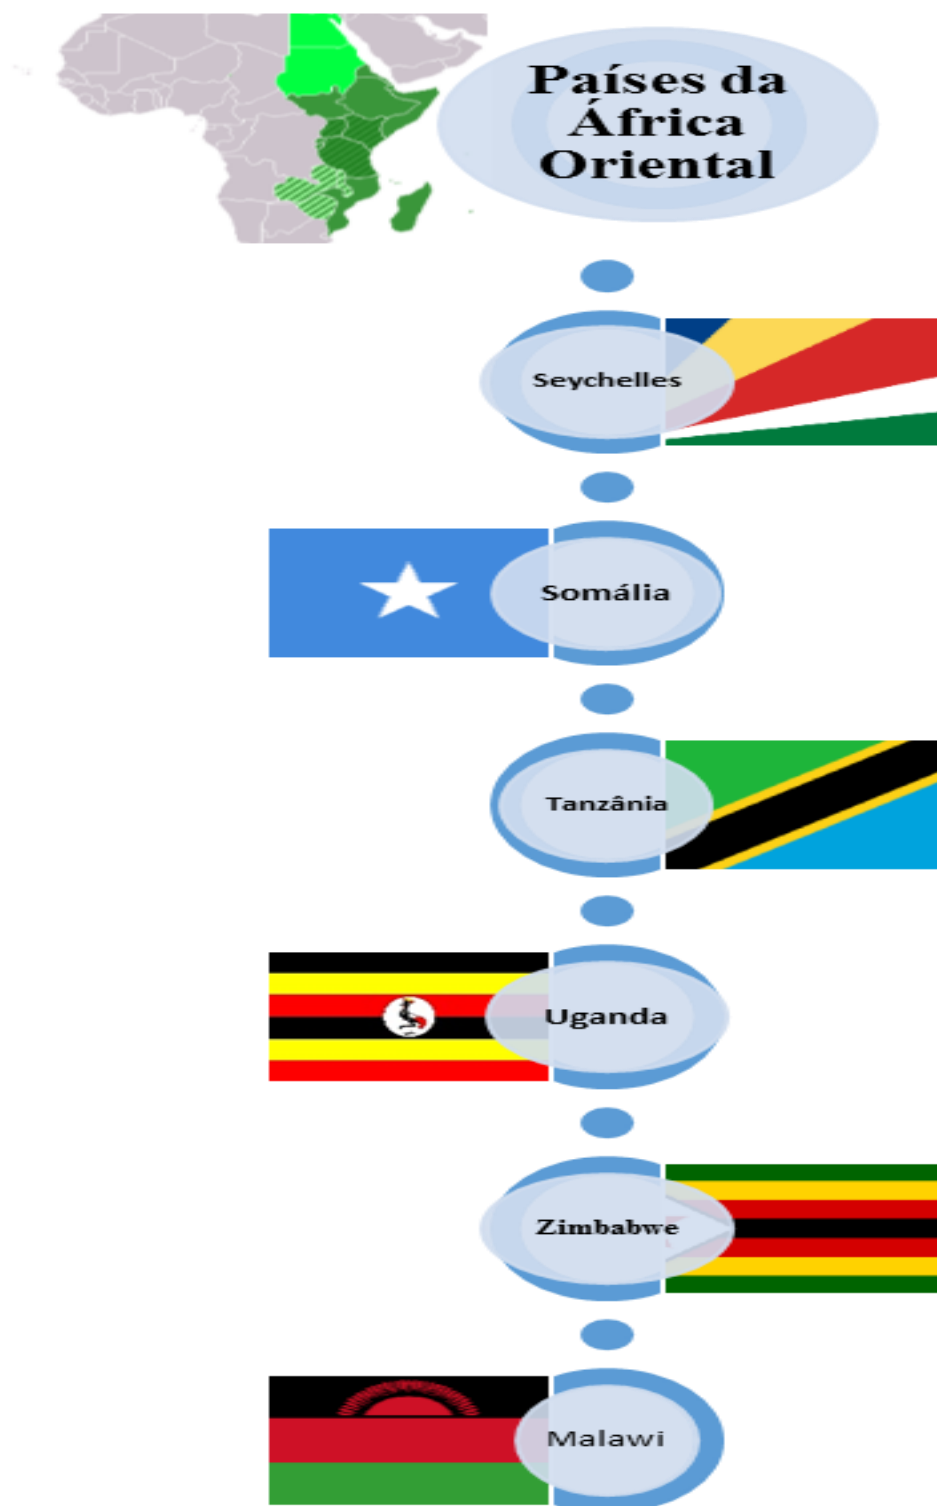 Países da
África
Oriental
Seychelles
Somália
Tanzânia
Uganda
Zimbabwe
Malawi